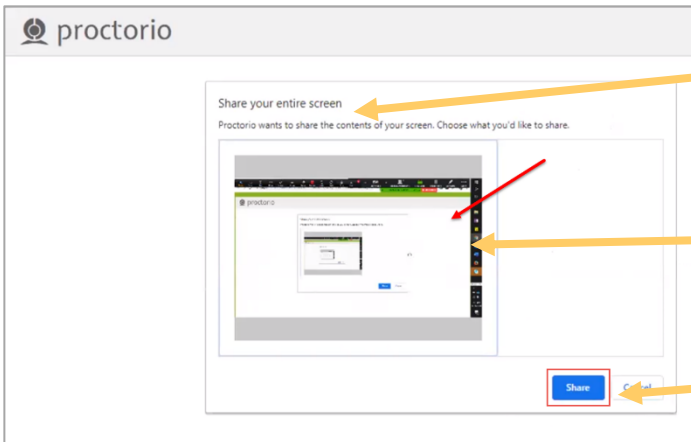 proctorio
Share your entire screen
Proctorio wants to share the contents of your screen. Choose what you'd like to share.
proctorio
Share